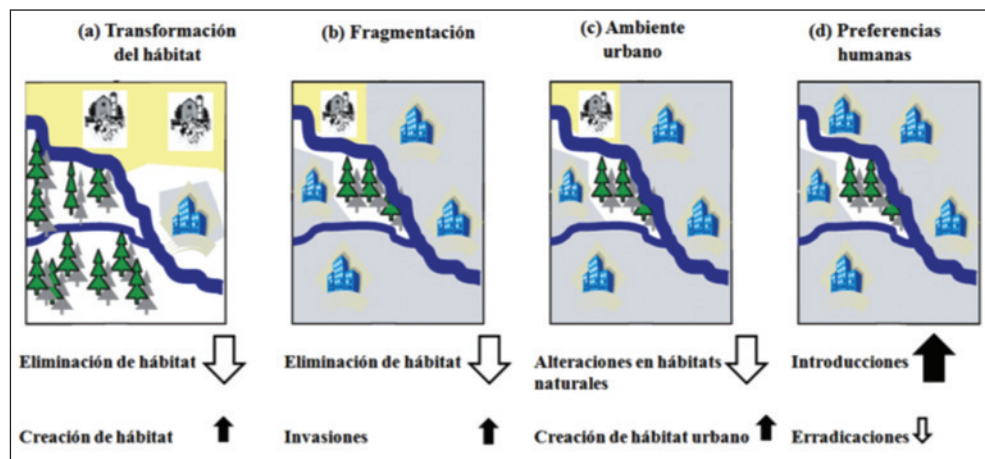 (a) Transformación
del hábitat
(b) Fragmentación
(c) Ambiente
urbano
(d) Preferencias
humanas
Eliminación de hábitat
Eliminación de hábitat
Alteraciones en hábitats
naturales
Introducciones
Creación de hábitat
Invasiones
Creación de hábitat urbano
Erradicaciones